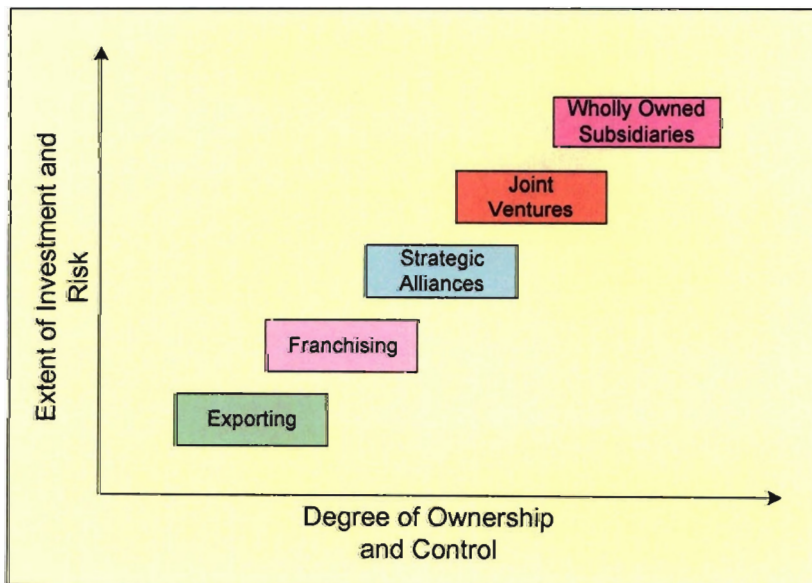 Extent of Investment and
Risk
Wholly Owned
Subsidiaries
Joint
Ventures
Strategic
Alliances
Franchising
Exporting
Degree of Ownership
and Control